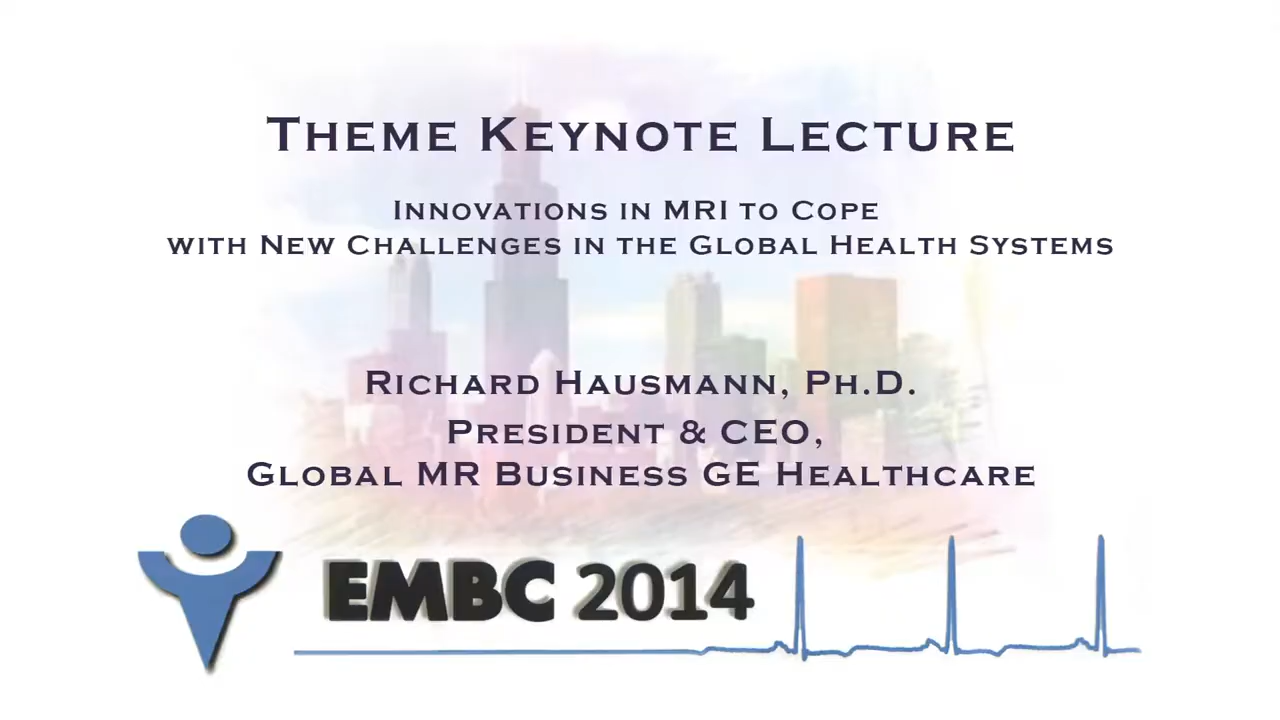 Theme Keynote Lecture
Innovations in MRI to Cope
with New Challenges in the Global Health Systems
Richard Hausmann, Ph.D.
President & CEO,
Global MR Business GE Healthcare
EMBC 2014